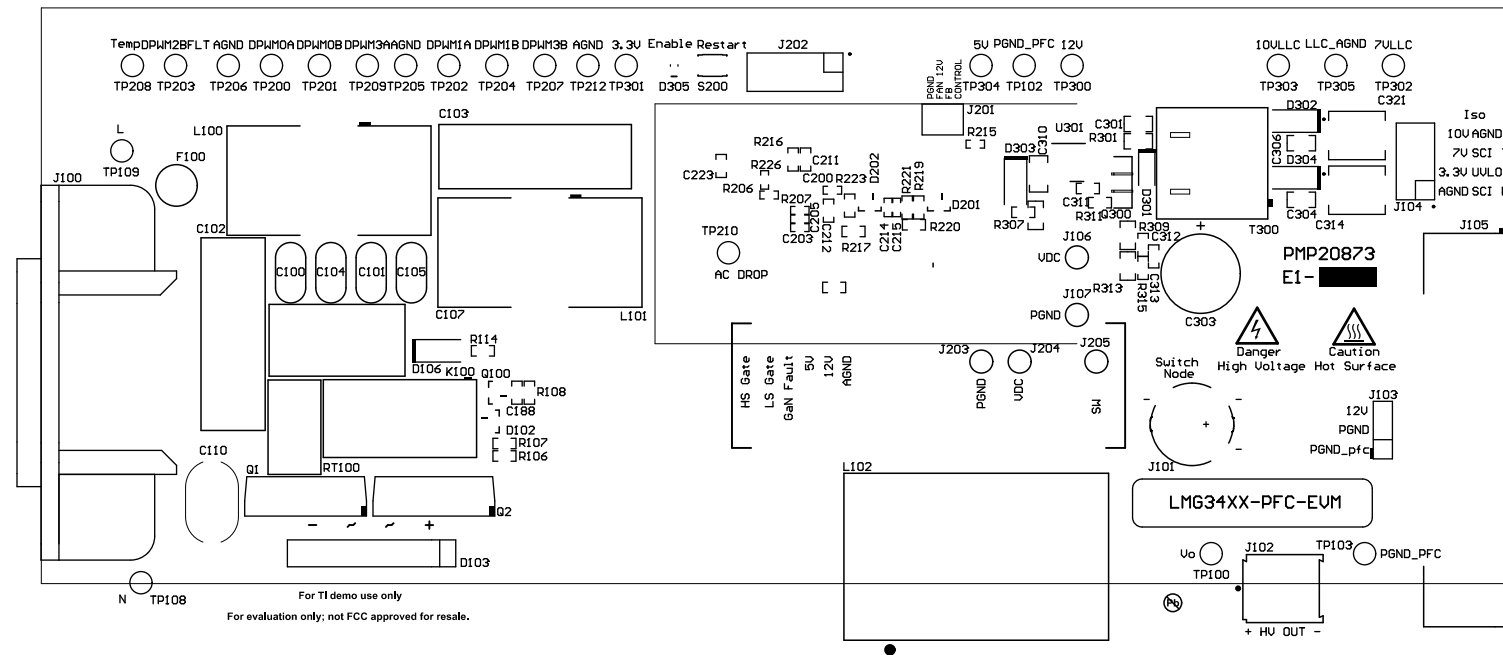 Temp DPWM2B FLT AGND DPWM0A DPWM0B DPWM3A AGND DPWM1A DPWM1B DPWM3B AGND 3.3V Enable Restart
TP208 TP203 TP206 TP200 TP201 TP209 TP205 TP202 TP204 TP207 TP212 TP301 D305 S200
J202
5V PGND_PFC 12V
TP304 TP102 TP300
10VLLC LLC_AGND 7VLLC
TP303 TP305 TP302
PGND
FAN 12V
FB
CONTROL
J201
L
TP109
F100
L100
C103
J100
C102
C100 C104 C101 C105
C107
L101
R114
D106
K100
Q100
R108
C188
D102
R107
R106
C110
RT100
Q1
Q2
- ~ ~ +
D103
N TP108
For TI demo use only
For evaluation only; not FCC approved for resale.
R216
R226
C223
R206
C211
C200
R207
C205
C203
C212
R223
D202
R217
C214
C215
R221
R219
R220
D201
R215
TP210
AC DROP
D303
C310
R307
U301
C301
R301
C311
R311
Q300
D301
R309
C312
R313
R315
C313
J106
VDC
J107
PGND
D302
C321
C306
D304
C304
C314
T300
+
C303
Iso
10V AGND
7V SCI
3.3V UVLO
AGND SCI
J104
J105
PMP20873
E1-
Danger
High Voltage
Caution
Hot Surface
HS Gate
LS Gate
GaN Fault
5V
12V
AGND
J203
PGND
J204
VDC
J205
SW
Switch
Node
J101
J103
12V
PGND
PGND_pfc
L102
LMG34XX-PFC-EVM
Vo
TP100
J102
TP103
PGND_PFC
Pb
+ HV OUT -